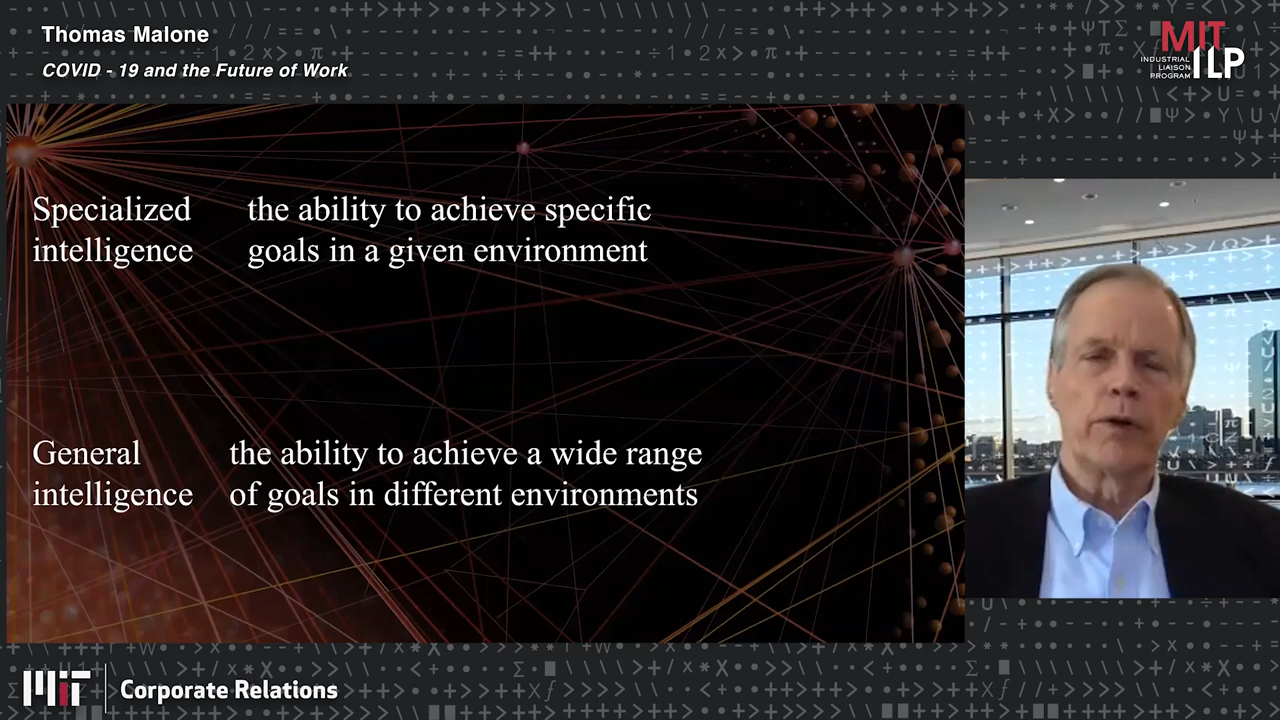 Thomas Malone
COVID - 19 and the Future of Work
MIT
INDUSTRIAL
LIAISON
PROGRAM
ILP
Specialized
intelligence
the ability to achieve specific
goals in a given environment
General
intelligence
the ability to achieve a wide range
of goals in different environments
MIT
Corporate Relations